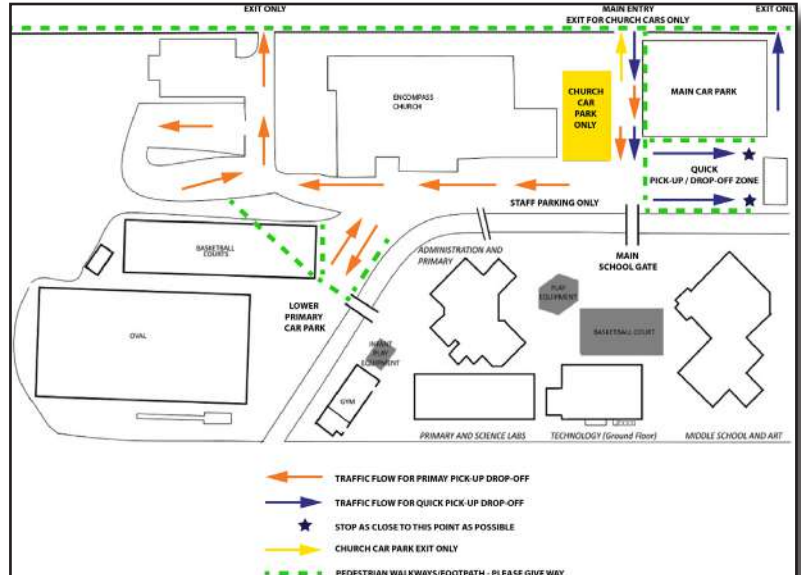 EXIT ONLY
MAIN ENTRY
EXIT FOR CHURCH CARS ONLY
EXIT ONLY
ENCOMPASS
CHURCH
CHURCH
CAR
PARK
ONLY
MAIN CAR PARK
QUICK
PICK-UP / DROP-OFF ZONE
STAFF PARKING ONLY
BASKETBALL
COURTS
ADMINISTRATION AND
PRIMARY
MAIN
SCHOOL GATE
PLAY
EQUIPMENT
LOWER
PRIMARY
CAR PARK
OVAL
BASKETBALL COURT
INFANT
PLAY
EQUIPMENT
GYM
PRIMARY AND SCIENCE LABS
TECHNOLOGY (Ground Floor)
MIDDLE SCHOOL AND ART
TRAFFIC FLOW FOR PRIMAY PICK-UP DROP-OFF
TRAFFIC FLOW FOR QUICK PICK-UP DROP-OFF
STOP AS CLOSE TO THIS POINT AS POSSIBLE
CHURCH CAR PARK EXIT ONLY
PEDESTRIAN WALKWAYS/FOOTPATH - PLEASE GIVE WAY